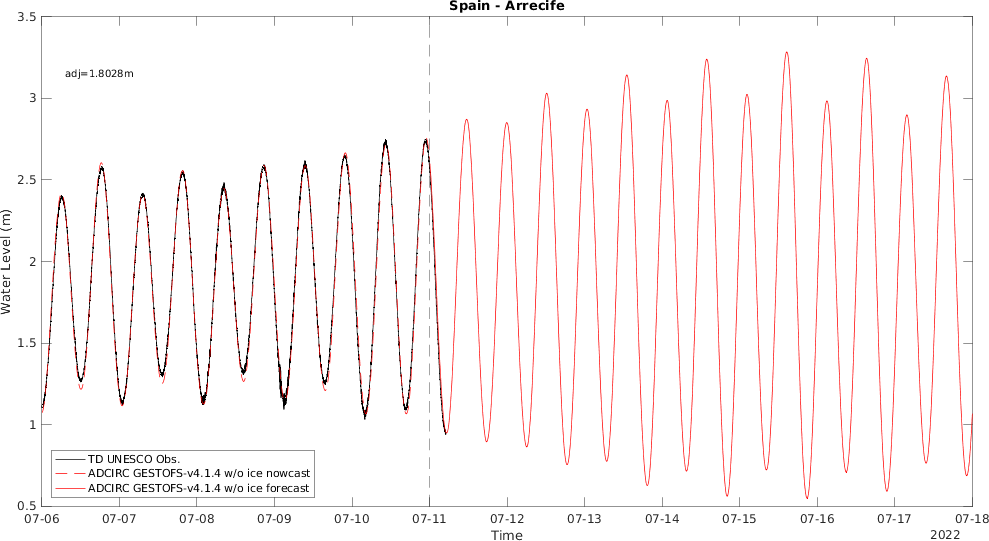 Spain - Arrecife
adj=1.8028m
Water Level (m)
3.5
3
2.5
2
1.5
1
0.5
TD UNESCO Obs.
ADCIRC GESTOFS-v4.1.4 w/o ice nowcast
ADCIRC GESTOFS-v4.1.4 w/o ice forecast
07-06 07-07 07-08 07-09 07-10 07-11 07-12 07-13 07-14 07-15 07-16 07-17 07-18
Time
2022